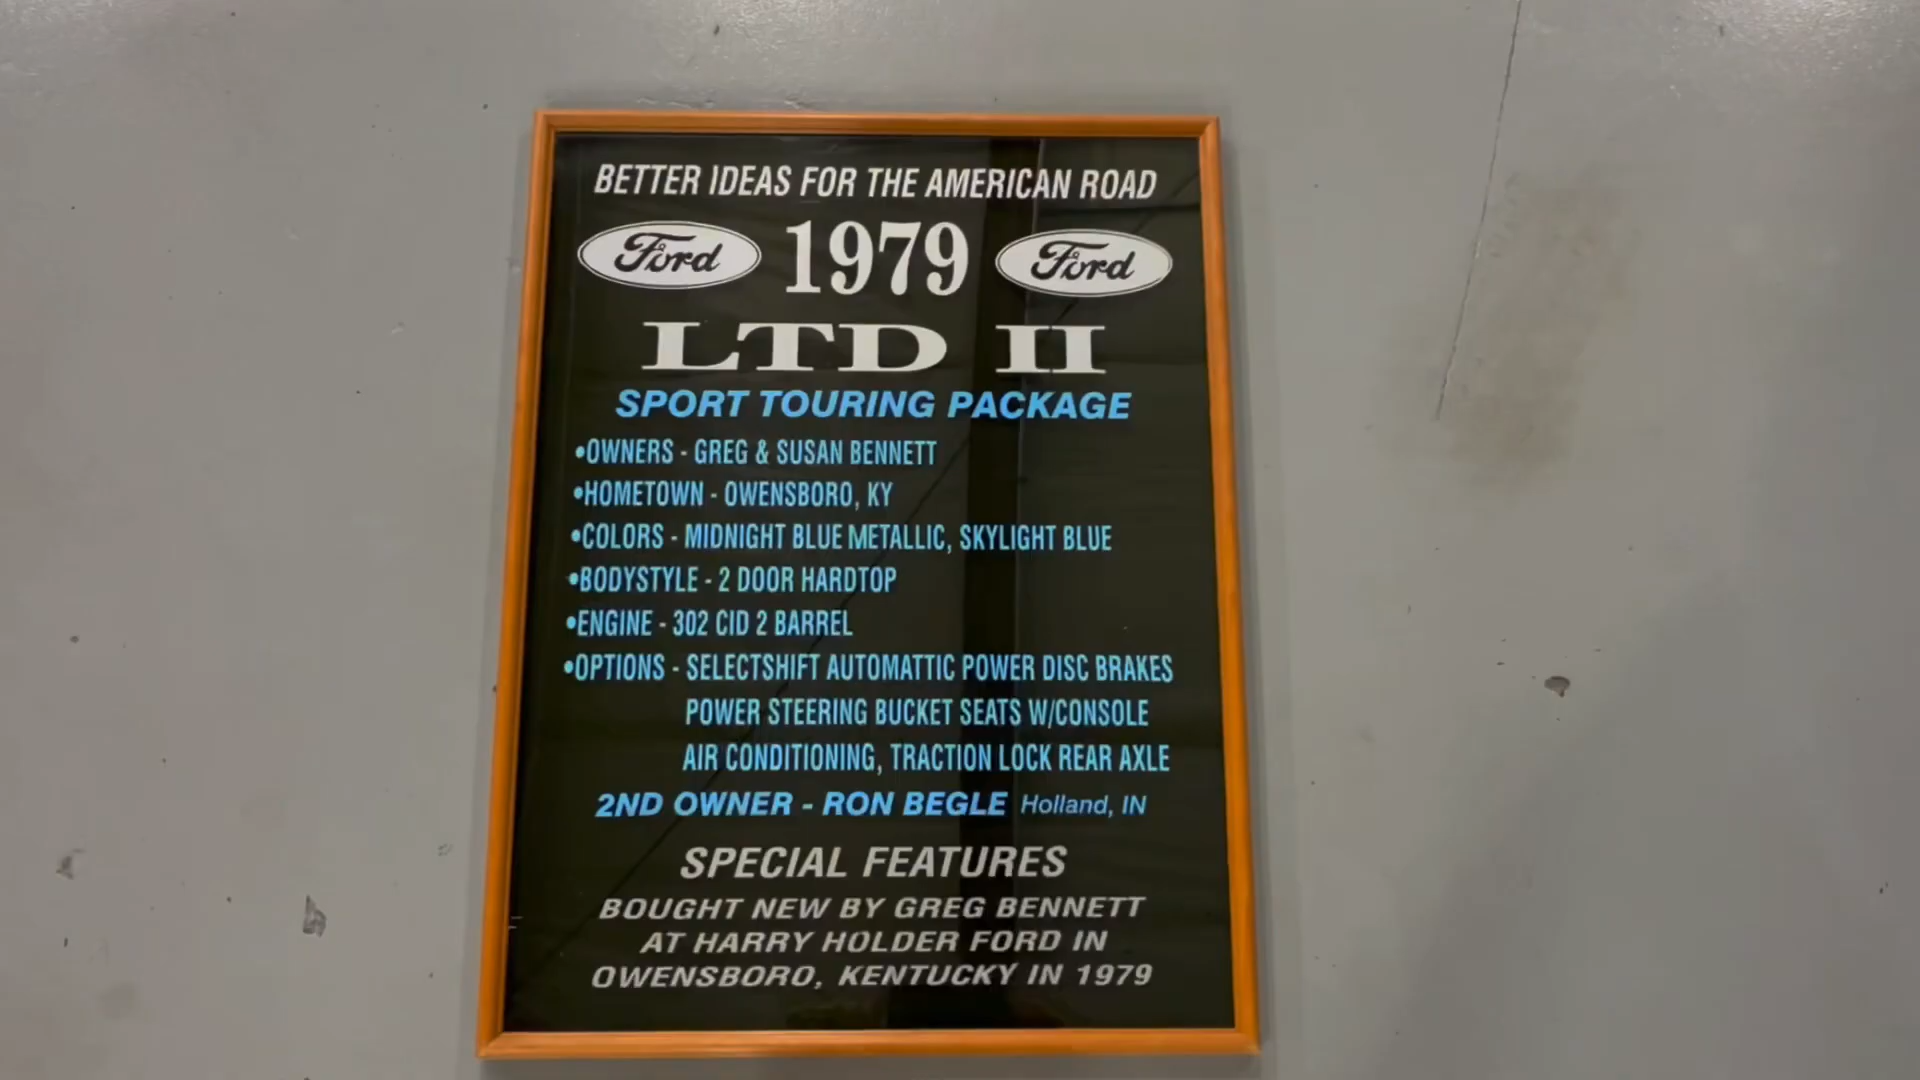 BETTER IDEAS FOR THE AMERICAN ROAD
Ford 1979 Ford
LTD II
SPORT TOURING PACKAGE
•OWNERS - GREG & SUSAN BENNETT
•HOMETOWN - OWENSBORO, KY
•COLORS - MIDNIGHT BLUE METALLIC, SKYLIGHT BLUE
•BODYSTYLE - 2 DOOR HARDTOP
•ENGINE - 302 CID 2 BARREL
•OPTIONS - SELECTSHIFT AUTOMATTIC POWER DISC BRAKES
POWER STEERING BUCKET SEATS W/CONSOLE
AIR CONDITIONING, TRACTION LOCK REAR AXLE
2ND OWNER - RON BEGLE Holland, IN
SPECIAL FEATURES
BOUGHT NEW BY GREG BENNETT
AT HARRY HOLDER FORD IN
OWENSBORO, KENTUCKY IN 1979